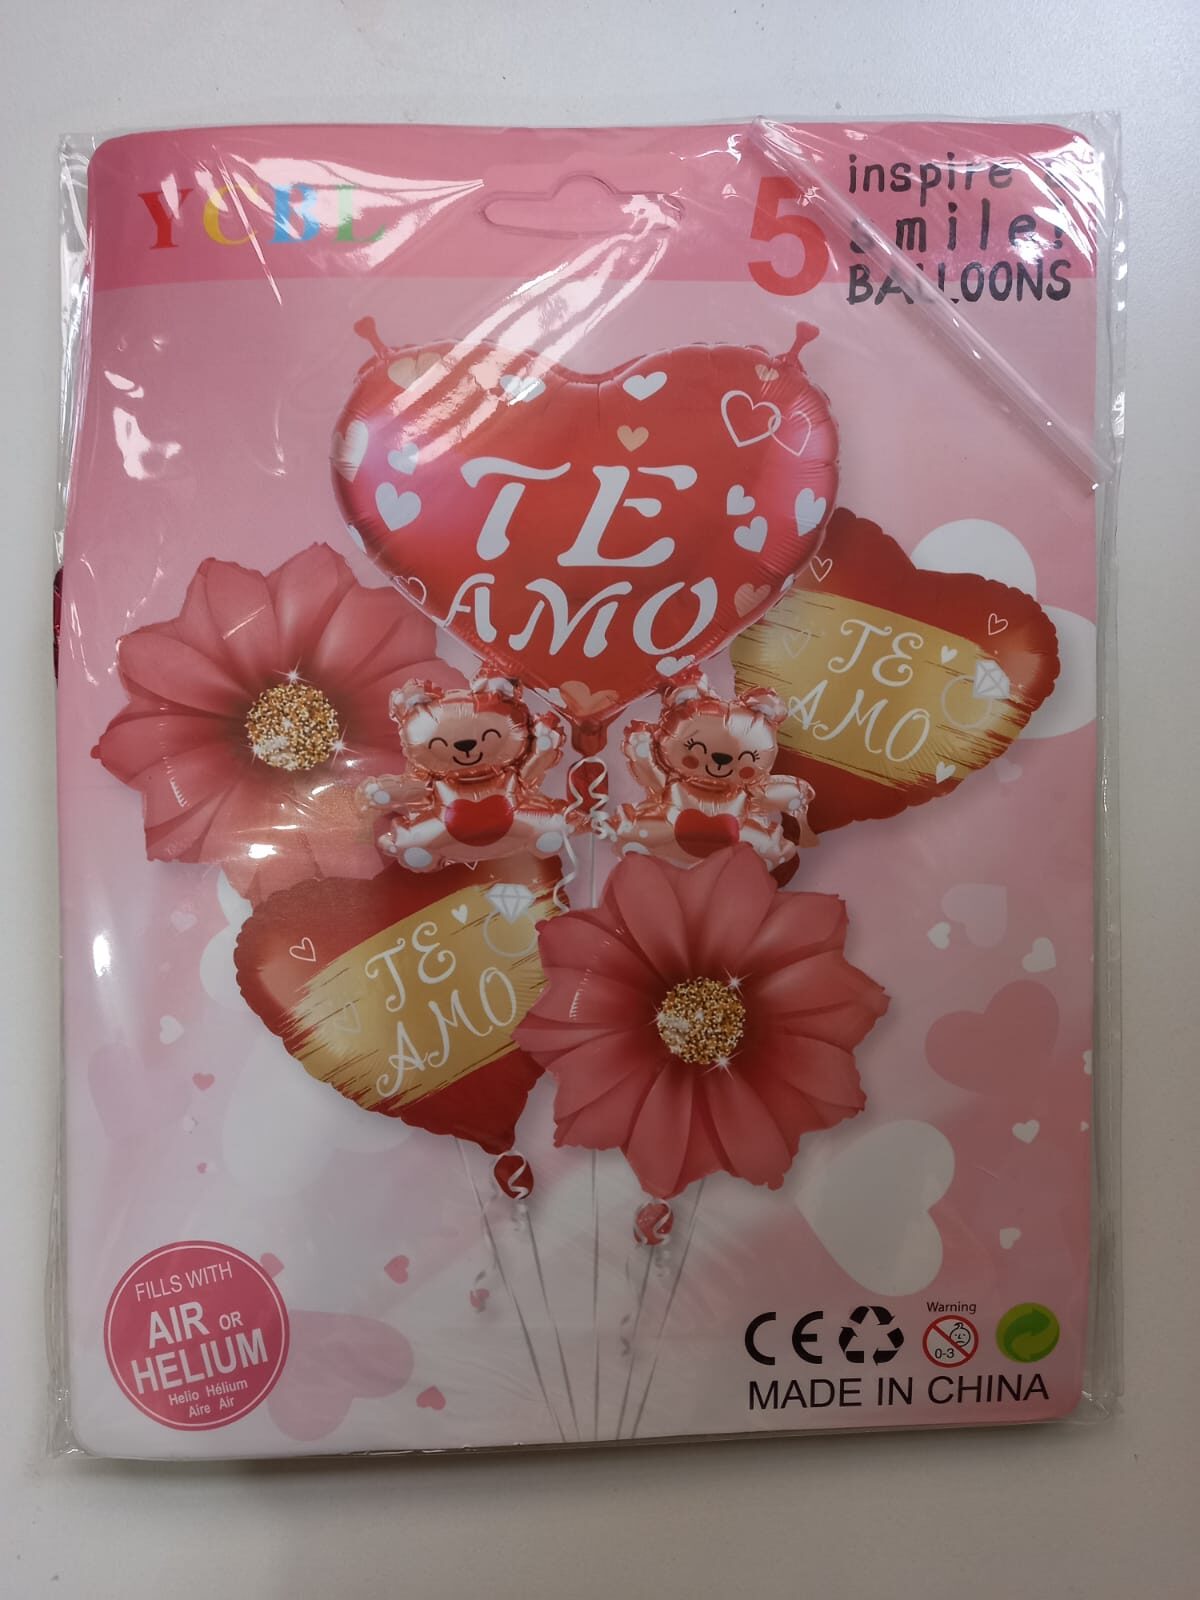 YCBL
5
inspire
smile!
BALLOONS
TE
AMO
TE
AMO
TE
AMO
FILLS WITH
AIR OR
HELIUM
Helio Hélium
Aire Air
CE
Warning
0-3
MADE IN CHINA